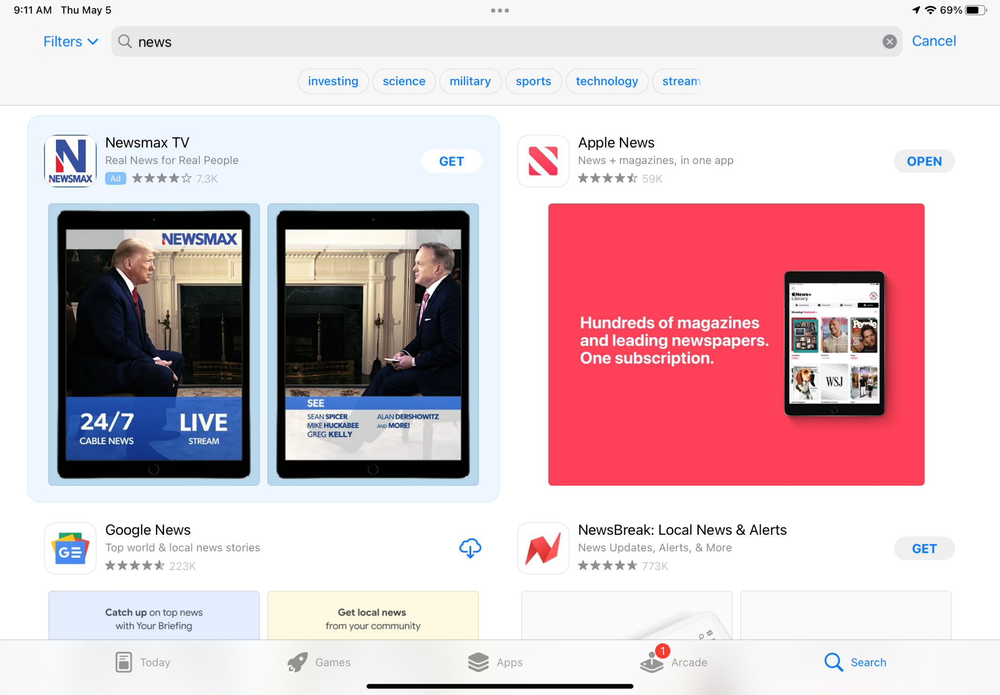 9:11 AM Thu May 5
69%
Filters
news
Cancel
investing
science
military
sports
technology
stream
NEWSMAX
Newsmax TV
Real News for Real People
Ad
7.3K
GET
Apple News
News + magazines, in one app
59K
OPEN
NEWSMAX
24/7
CABLE NEWS
LIVE
STREAM
SEE
SEAN SPICER
MIKE HUCKABEE
GREG KELLY
ALAN DERSHOWITZ
AND MORE!
Hundreds of magazines
and leading newspapers.
One subscription.
News+
Library
Showing: Featured
VANITY FAIR
People
WSJ
Google News
Top world & local news stories
223K
NewsBreak: Local News & Alerts
News Updates, Alerts, & More
773K
GET
Catch up on top news
with Your Briefing
Get local news
from your community
Today
Games
Apps
1
Arcade
Search